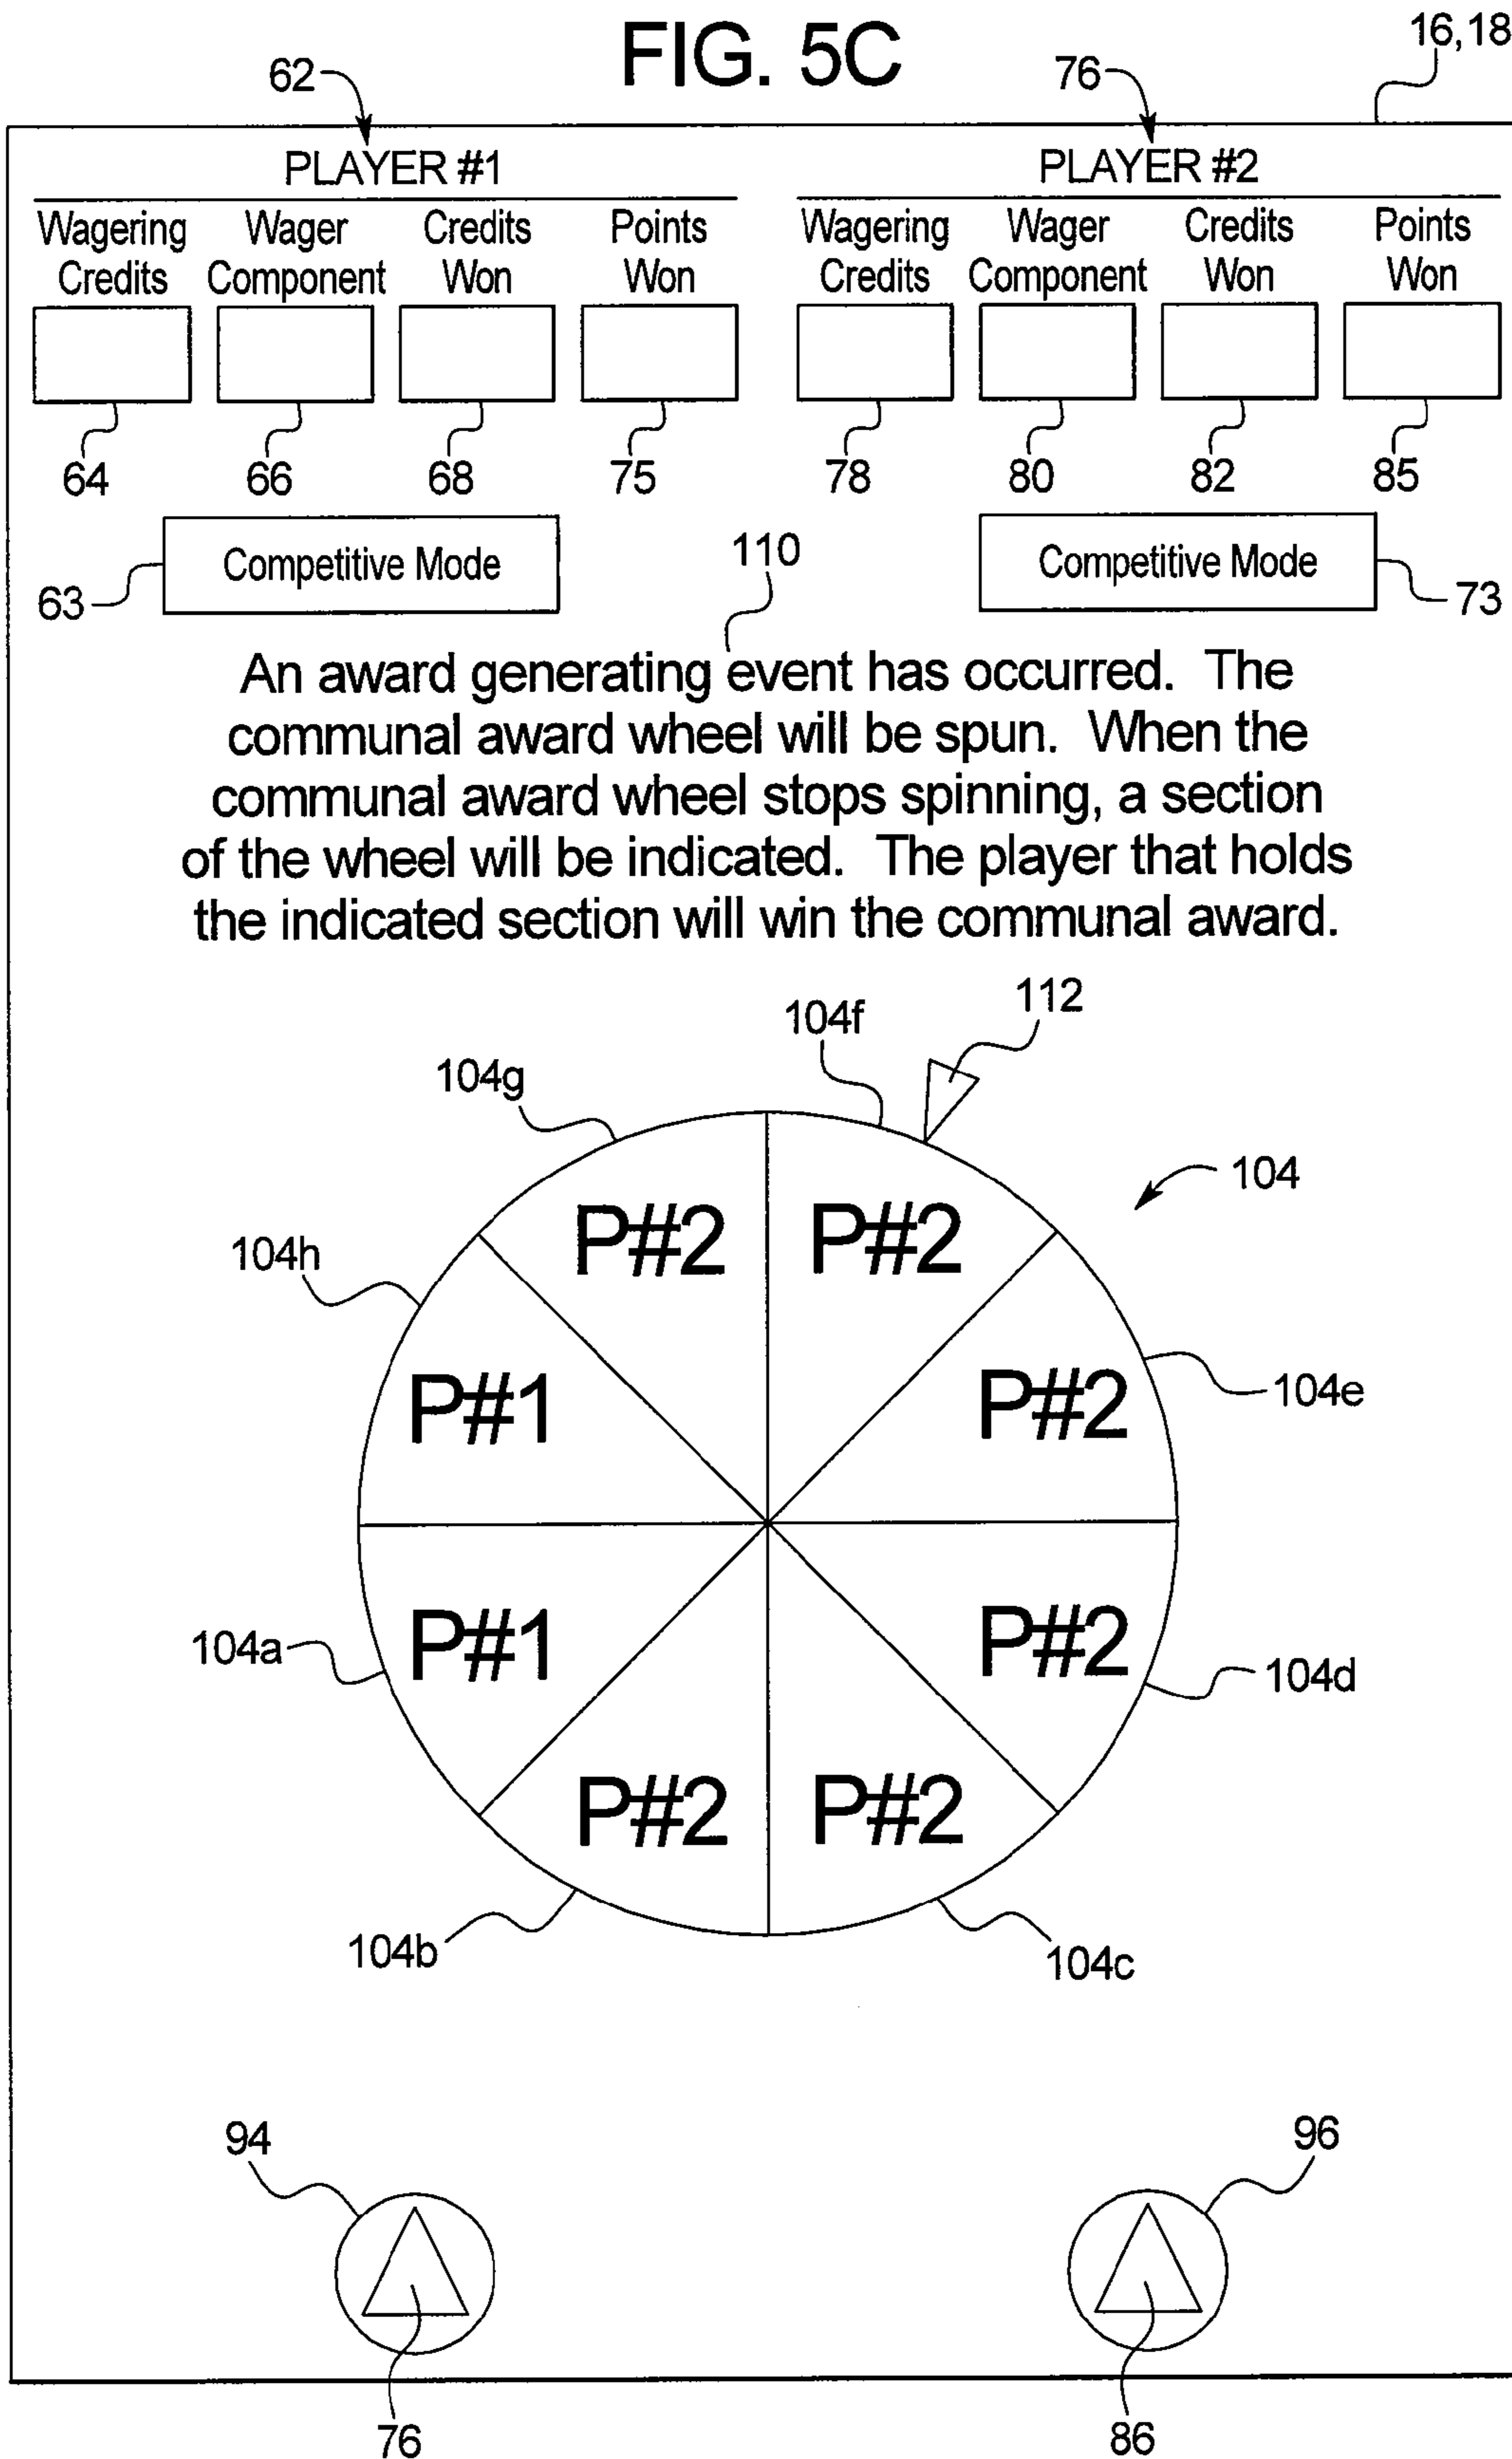 FIG. 5C
16,18
62
76
PLAYER #1
PLAYER #2
Wagering Credits
Wager Component
Credits Won
Points Won
Wagering Credits
Wager Component
Credits Won
Points Won
64
66
68
75
78
80
82
85
63
Competitive Mode
110
Competitive Mode
73
An award generating event has occurred. The
communal award wheel will be spun. When the
communal award wheel stops spinning, a section
of the wheel will be indicated. The player that holds
the indicated section will win the communal award.
112
104f
104g
104
P#2
P#2
104h
P#1
P#2
104e
P#1
P#2
104a
104d
P#2
P#2
104b
104c
94
96
76
86